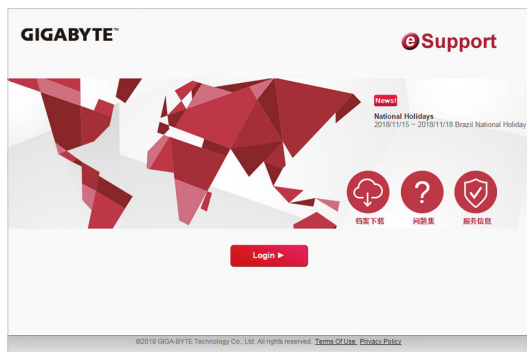 GIGABYTE™
eSupport
News!
National Holidays
2018/11/15 ~ 2018/11/18 Brazil National Holiday
档案下载
问题集
服务信息
Login ►
©2018 GIGA-BYTE Technology Co., Ltd. All rights reserved. Terms Of Use Privacy Policy